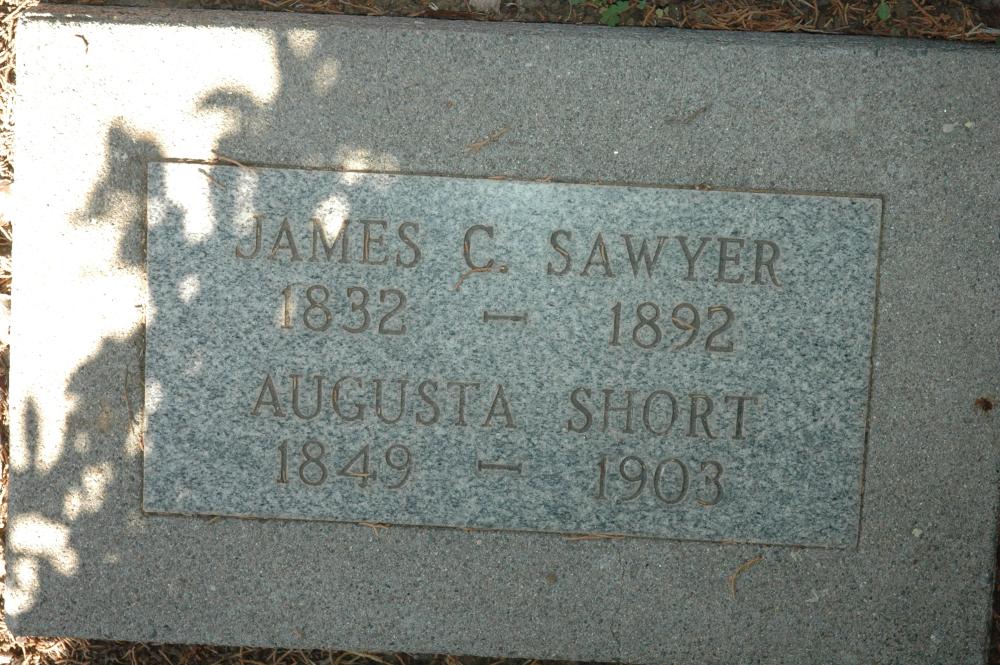 JAMES C. SAWYER
1832 – 1892
AUGUSTA SHORT
1849 – 1903